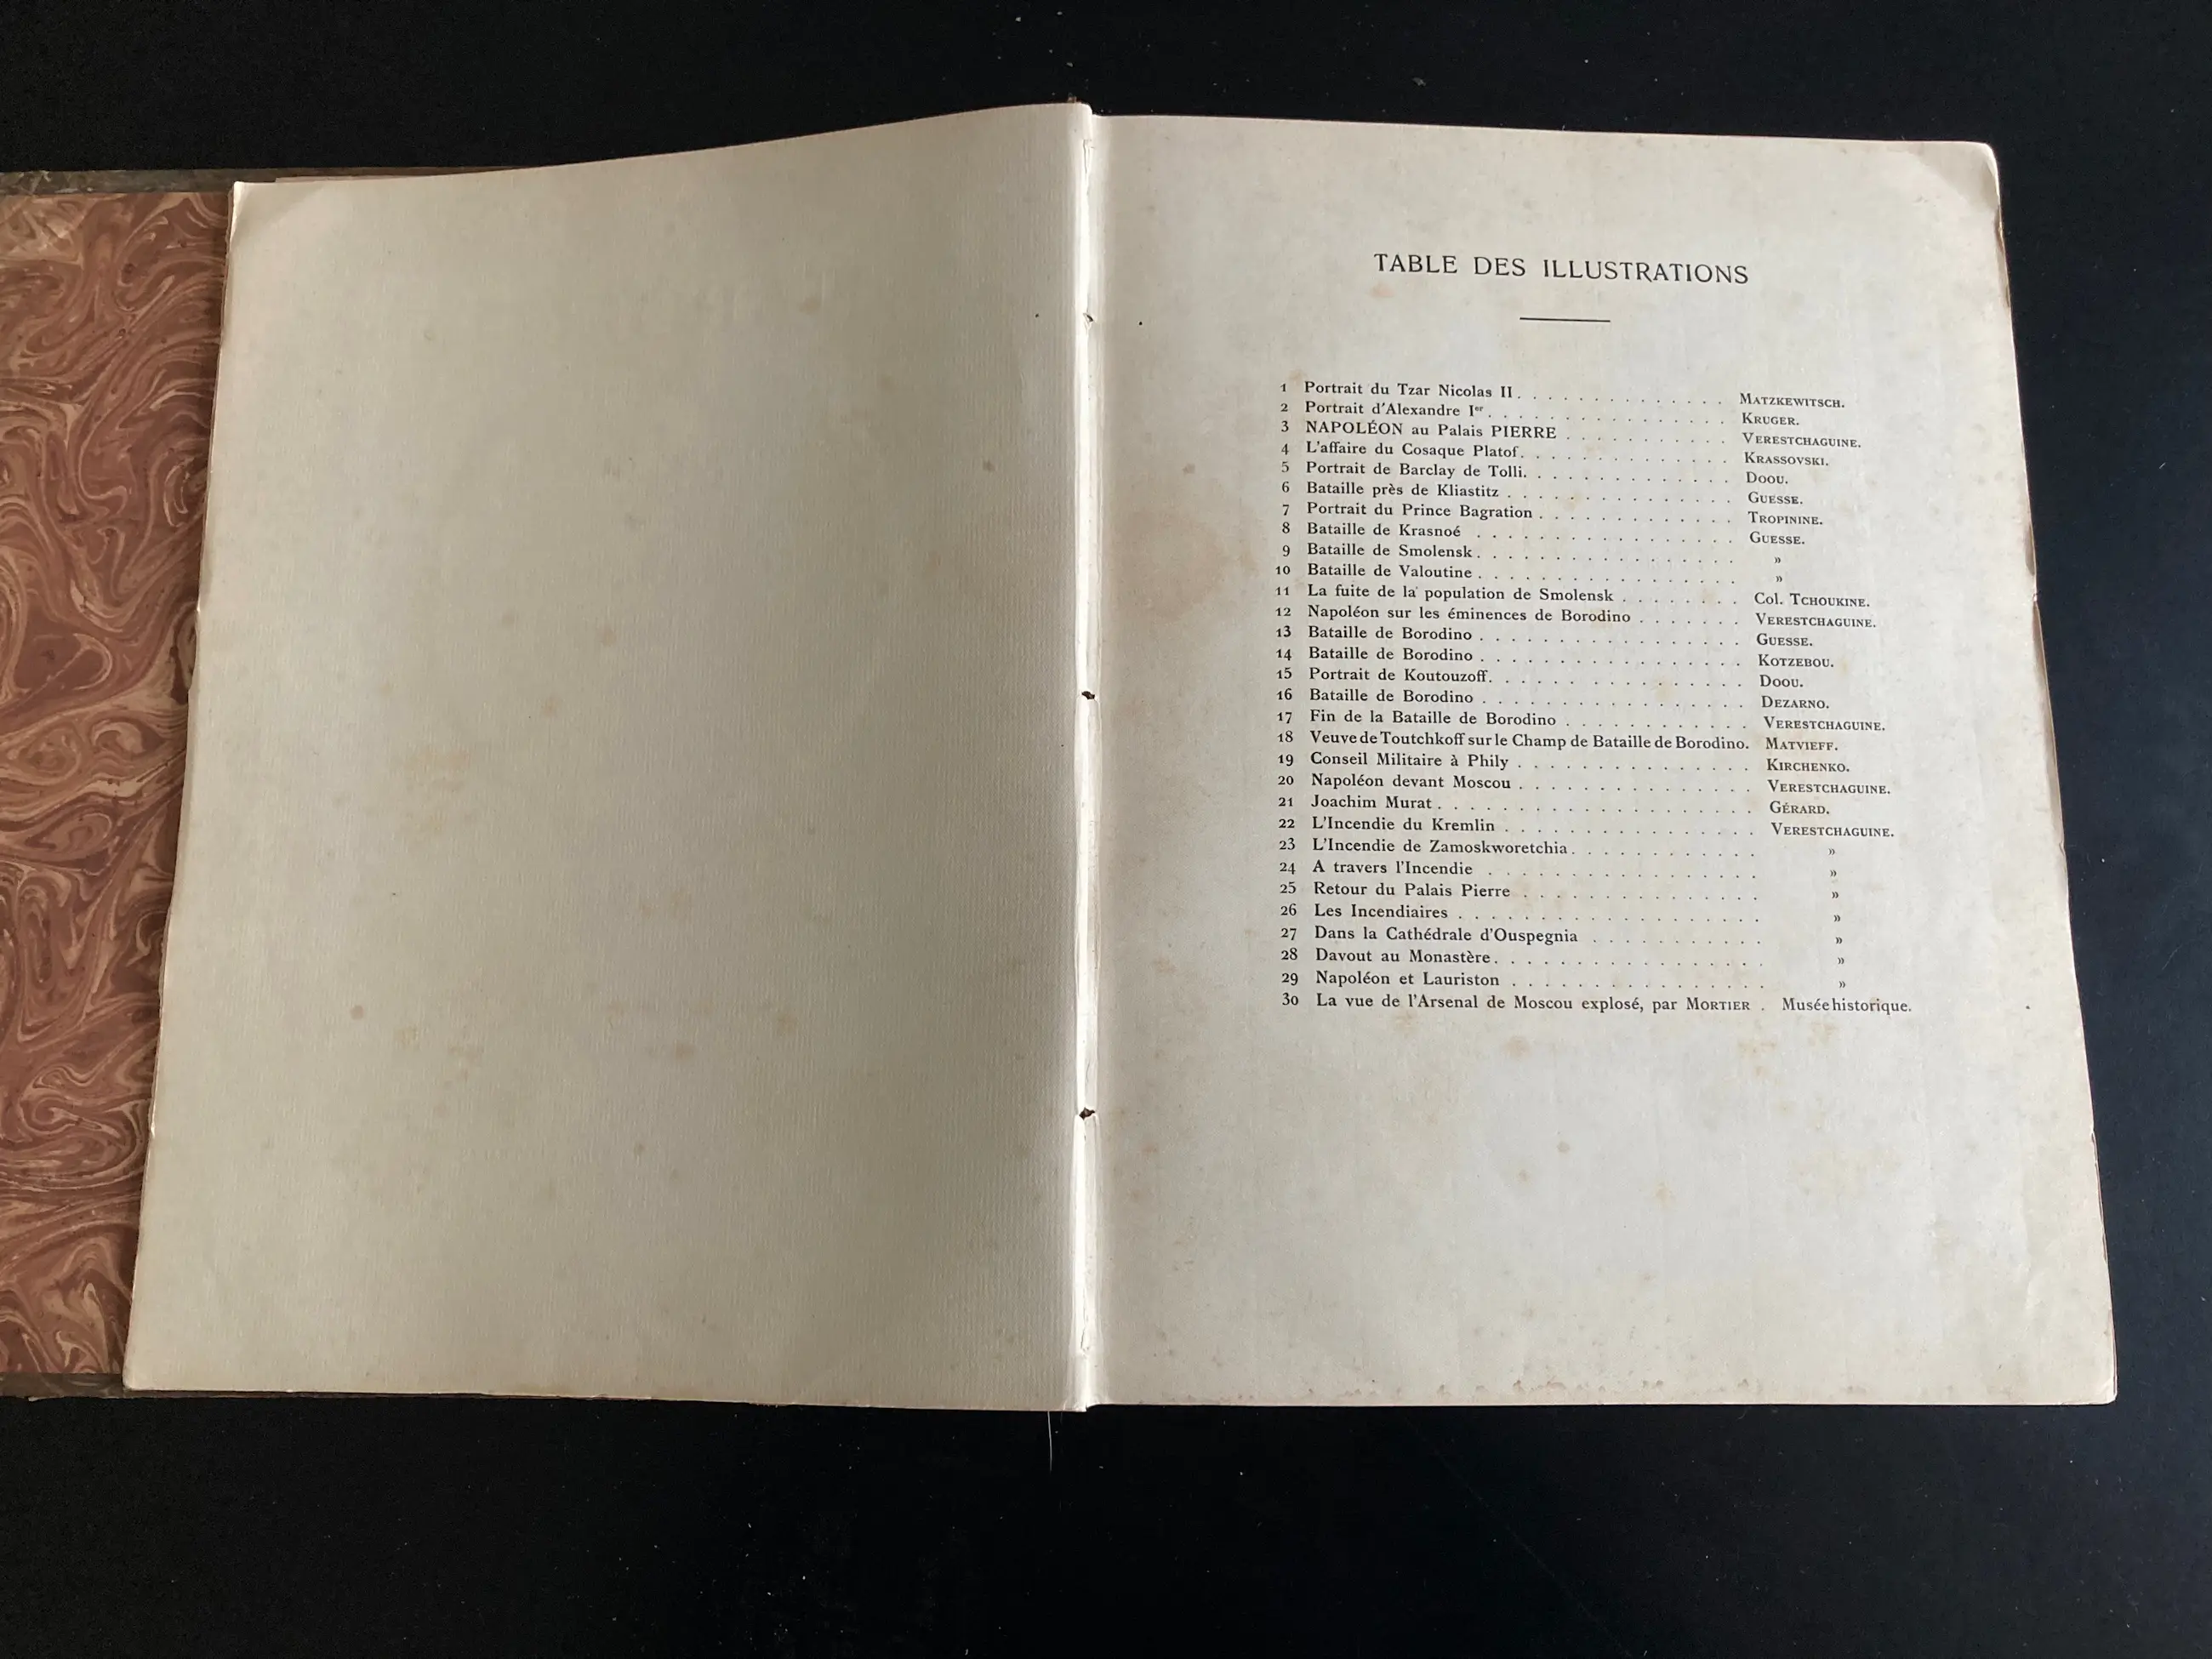 TABLE DES ILLUSTRATIONS
1 Portrait du Tzar Nicolas II . . . . . . . . . . . . . . MATZKEWITSCH.
2 Portrait d'Alexandre Ier . . . . . . . . . . . . . . . KRUGER.
3 NAPOLÉON au Palais PIERRE . . . . . . . . . . . VERESTCHAGUINE.
4 L'affaire du Cosaque Platof . . . . . . . . . . . . . . KRASSOVSKI.
5 Portrait de Barclay de Tolli . . . . . . . . . . . . . . DOOU.
6 Bataille près de Kliastitz . . . . . . . . . . . . . . . GUESSE.
7 Portrait du Prince Bagration . . . . . . . . . . . . . TROPININE.
8 Bataille de Krasnoé . . . . . . . . . . . . . . . . . GUESSE.
9 Bataille de Smolensk . . . . . . . . . . . . . . . . . »
10 Bataille de Valoutine . . . . . . . . . . . . . . . . . »
11 La fuite de la population de Smolensk . . . . . . . . Col. TCHOUKINE.
12 Napoléon sur les éminences de Borodino . . . . . . . VERESTCHAGUINE.
13 Bataille de Borodino . . . . . . . . . . . . . . . . . GUESSE.
14 Bataille de Borodino . . . . . . . . . . . . . . . . . KOTZEBOU.
15 Portrait de Koutouzoff . . . . . . . . . . . . . . . . DOOU.
16 Bataille de Borodino . . . . . . . . . . . . . . . . . DEZARNO.
17 Fin de la Bataille de Borodino . . . . . . . . . . . . VERESTCHAGUINE.
18 Veuve de Toutchkoff sur le Champ de Bataille de Borodino. MATVIEFF.
19 Conseil Militaire à Phily . . . . . . . . . . . . . . . KIRCHENKO.
20 Napoléon devant Moscou . . . . . . . . . . . . . . . VERESTCHAGUINE.
21 Joachim Murat . . . . . . . . . . . . . . . . . . . . GÉRARD.
22 L'Incendie du Kremlin . . . . . . . . . . . . . . . . VERESTCHAGUINE.
23 L'Incendie de Zamoskworetchia . . . . . . . . . . . . »
24 A travers l'Incendie . . . . . . . . . . . . . . . . . »
25 Retour du Palais Pierre . . . . . . . . . . . . . . . »
26 Les Incendiaires . . . . . . . . . . . . . . . . . . . »
27 Dans la Cathédrale d'Ouspegnia . . . . . . . . . . . »
28 Davout au Monastère . . . . . . . . . . . . . . . . . »
29 Napoléon et Lauriston . . . . . . . . . . . . . . . . »
30 La vue de l'Arsenal de Moscou explosé, par MORTIER . Musée historique.